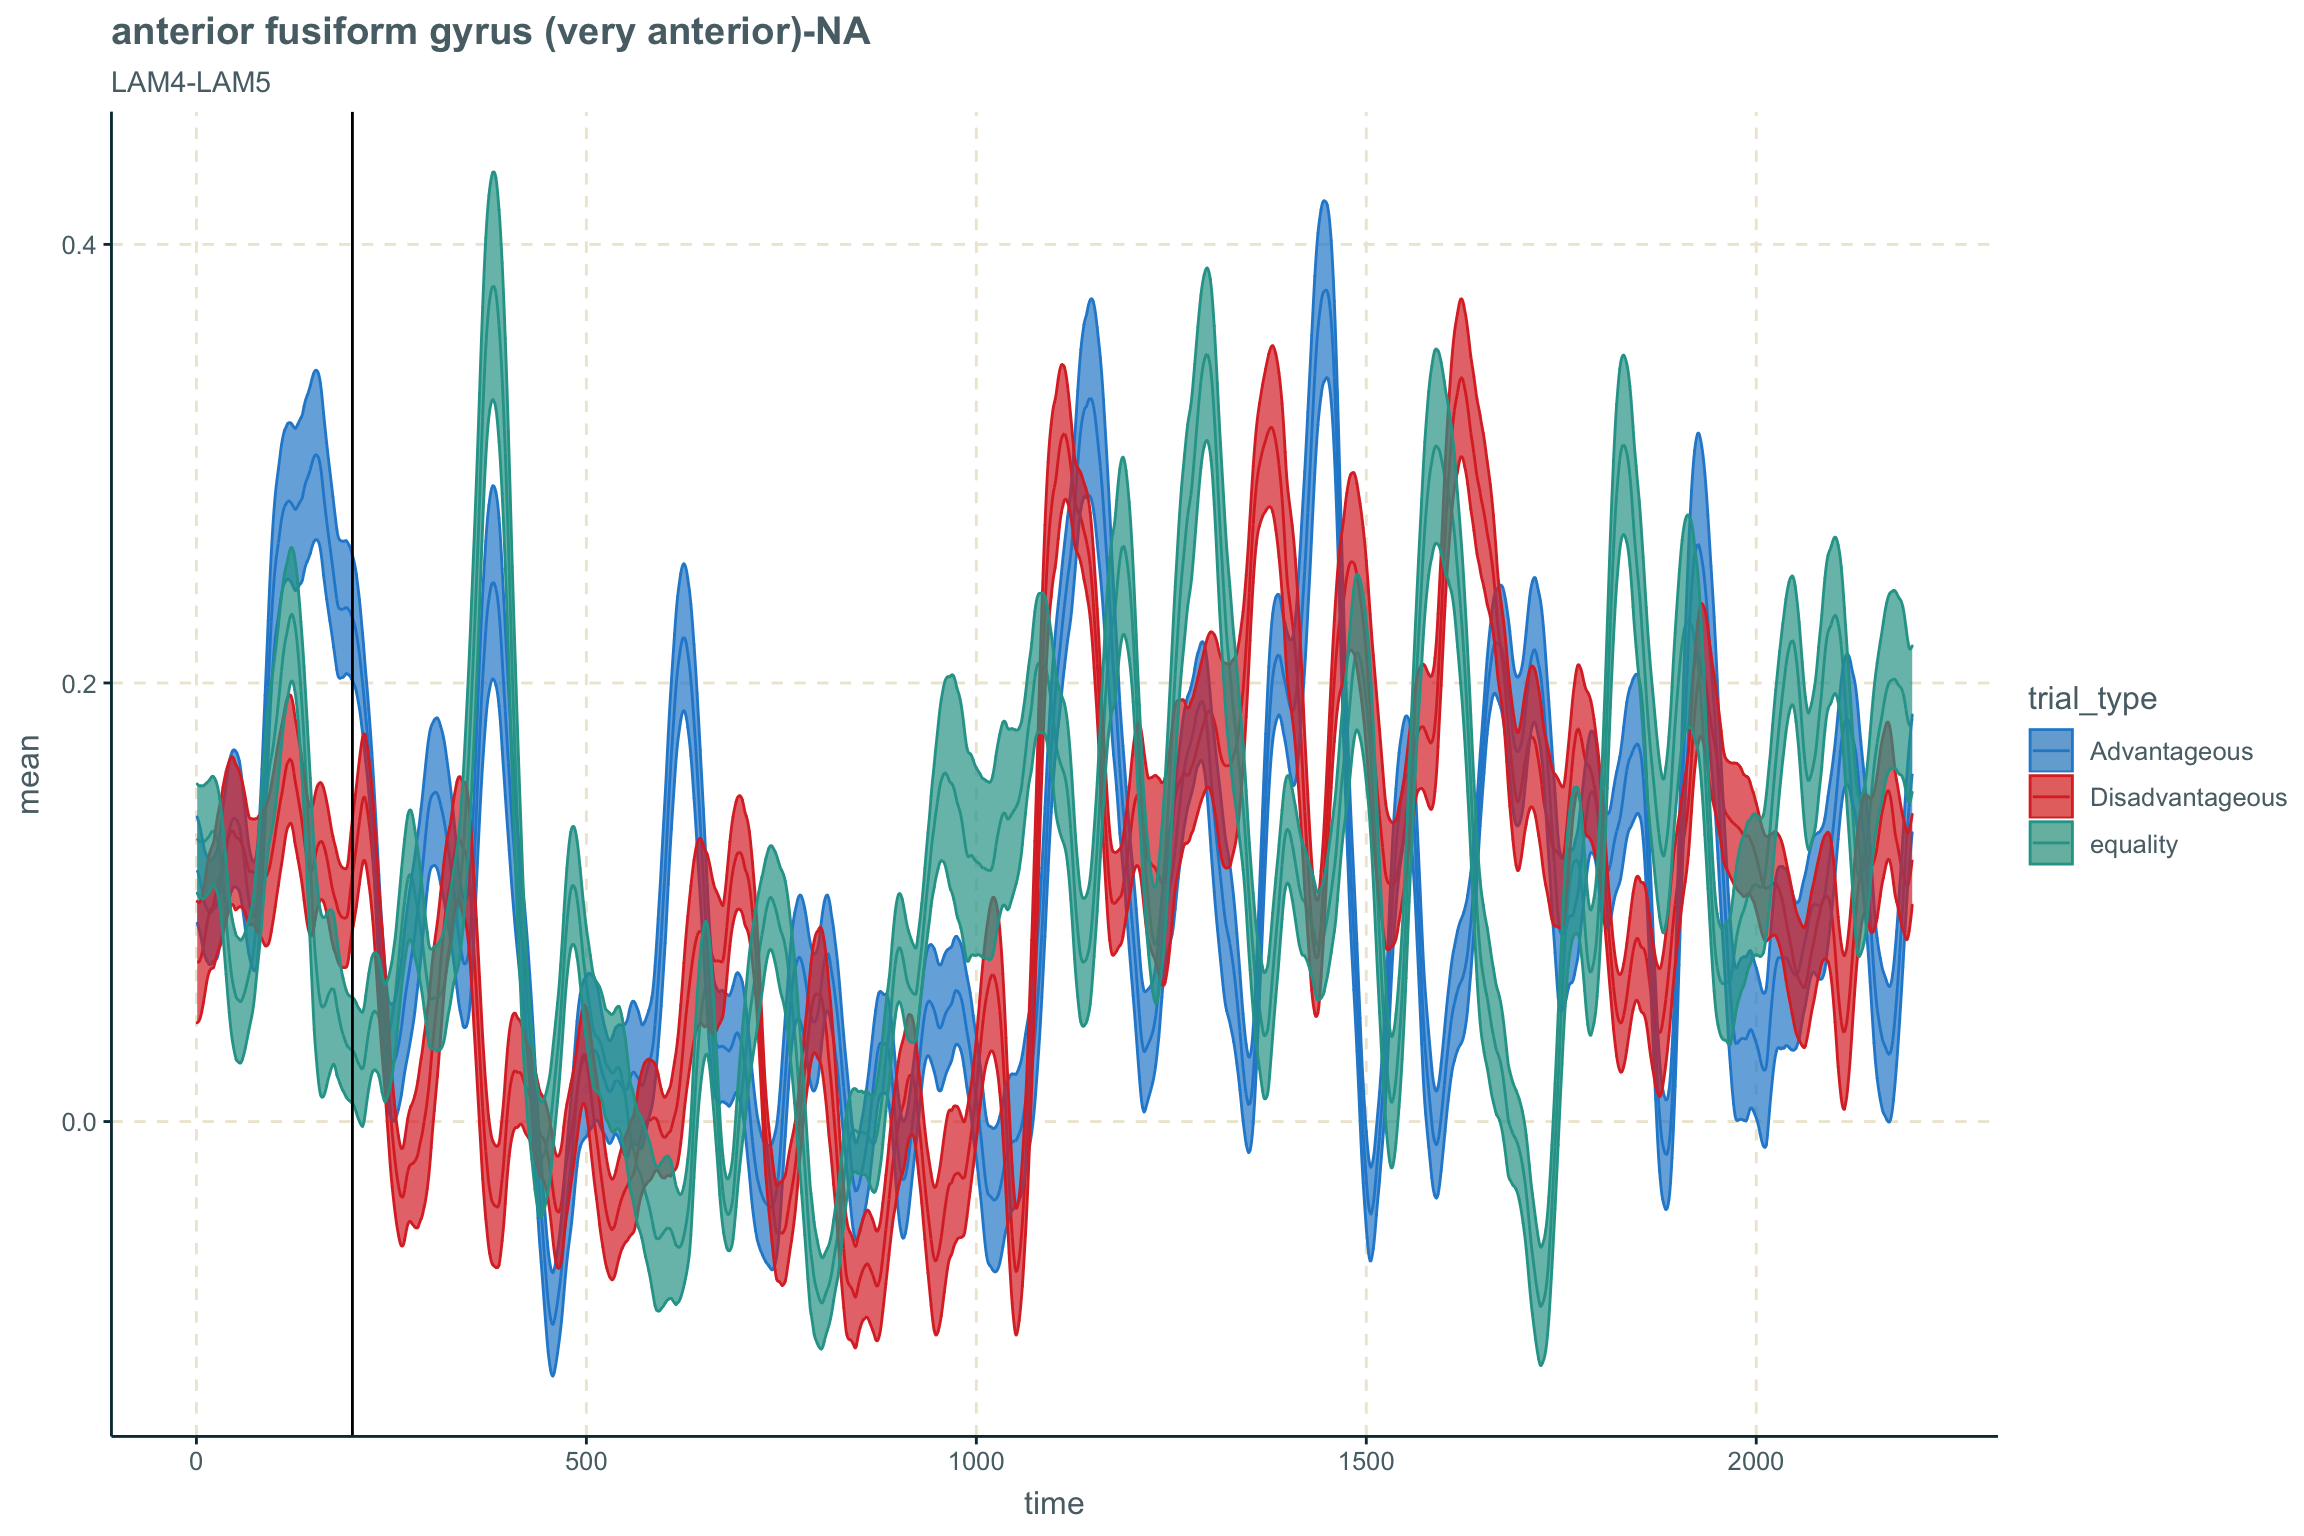 anterior fusiform gyrus (very anterior)-NA
LAM4-LAM5
mean
0.4
0.2
0.0
0
500
1000
1500
2000
time
trial_type
Advantageous
Disadvantageous
equality